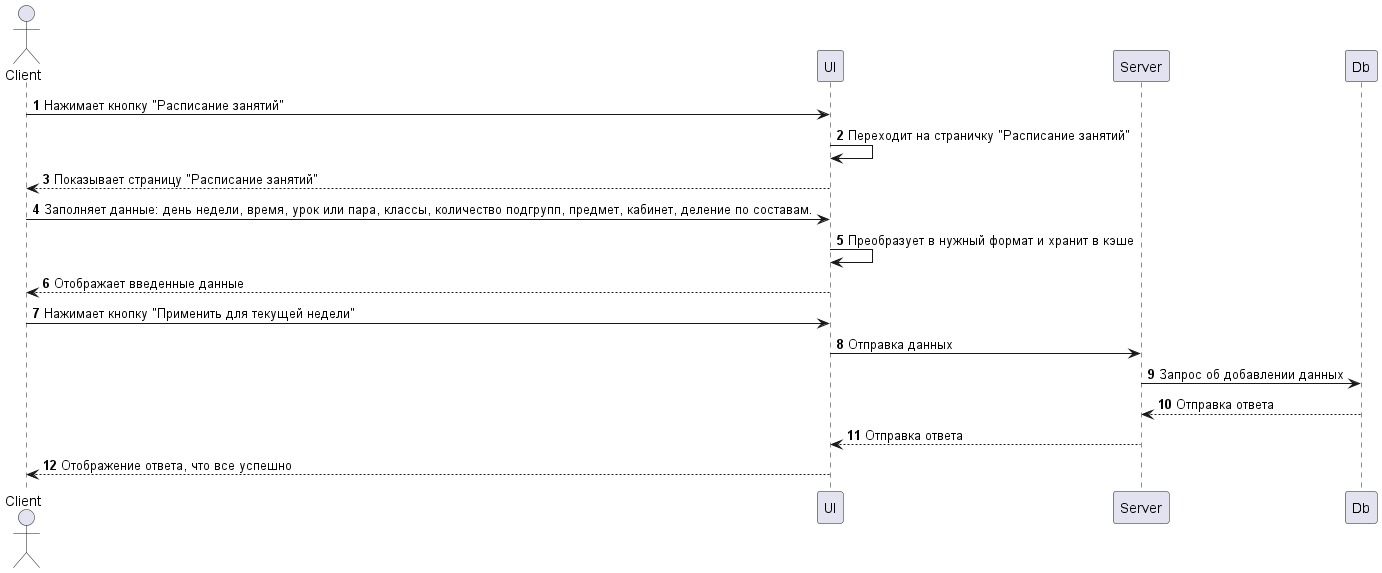 Client
UI
Server
Db
1 Нажимает кнопку "Расписание занятий"
2 Переходит на страничку "Расписание занятий"
3 Показывает страницу "Расписание занятий"
4 Заполняет данные: день недели, время, урок или пара, классы, количество подгрупп, предмет, кабинет, деление по составам.
5 Преобразует в нужный формат и хранит в кэше
6 Отображает введенные данные
7 Нажимает кнопку "Применить для текущей недели"
8 Отправка данных
9 Запрос об добавлении данных
10 Отправка ответа
11 Отправка ответа
12 Отображение ответа, что все успешно
Client
UI
Server
Db